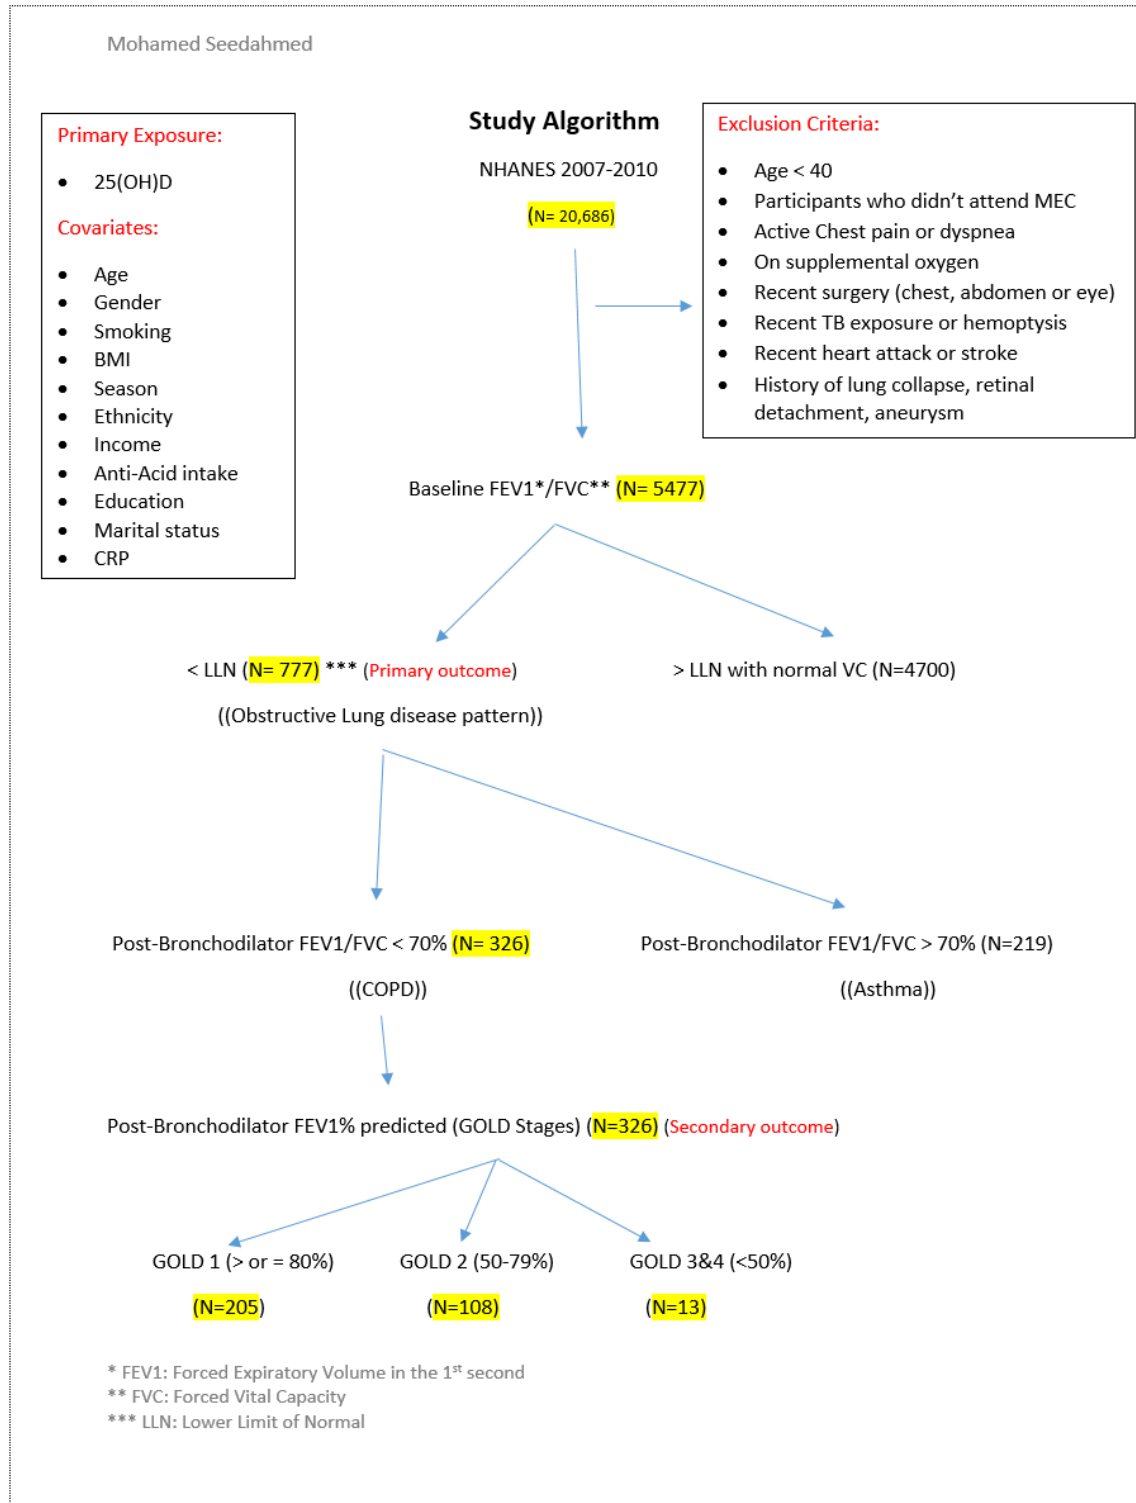 Mohamed Seedahmed
Primary Exposure:
• 25(OH)D
Covariates:
• Age
• Gender
• Smoking
• BMI
• Season
• Ethnicity
• Income
• Anti-Acid intake
• Education
• Marital status
• CRP
Study Algorithm
NHANES 2007-2010
(N= 20,686)
Exclusion Criteria:
• Age < 40
• Participants who didn’t attend MEC
• Active Chest pain or dyspnea
• On supplemental oxygen
• Recent surgery (chest, abdomen or eye)
• Recent TB exposure or hemoptysis
• Recent heart attack or stroke
• History of lung collapse, retinal
detachment, aneurysm
Baseline FEV1*/FVC** (N= 5477)
< LLN (N= 777) *** (Primary outcome)
((Obstructive Lung disease pattern))
> LLN with normal VC (N=4700)
Post-Bronchodilator FEV1/FVC < 70% (N= 326)
((COPD))
Post-Bronchodilator FEV1/FVC > 70% (N=219)
((Asthma))
Post-Bronchodilator FEV1% predicted (GOLD Stages) (N=326) (Secondary outcome)
GOLD 1 (> or = 80%)
(N=205)
GOLD 2 (50-79%)
(N=108)
GOLD 3&4 (<50%)
(N=13)
* FEV1: Forced Expiratory Volume in the 1st second
** FVC: Forced Vital Capacity
*** LLN: Lower Limit of Normal